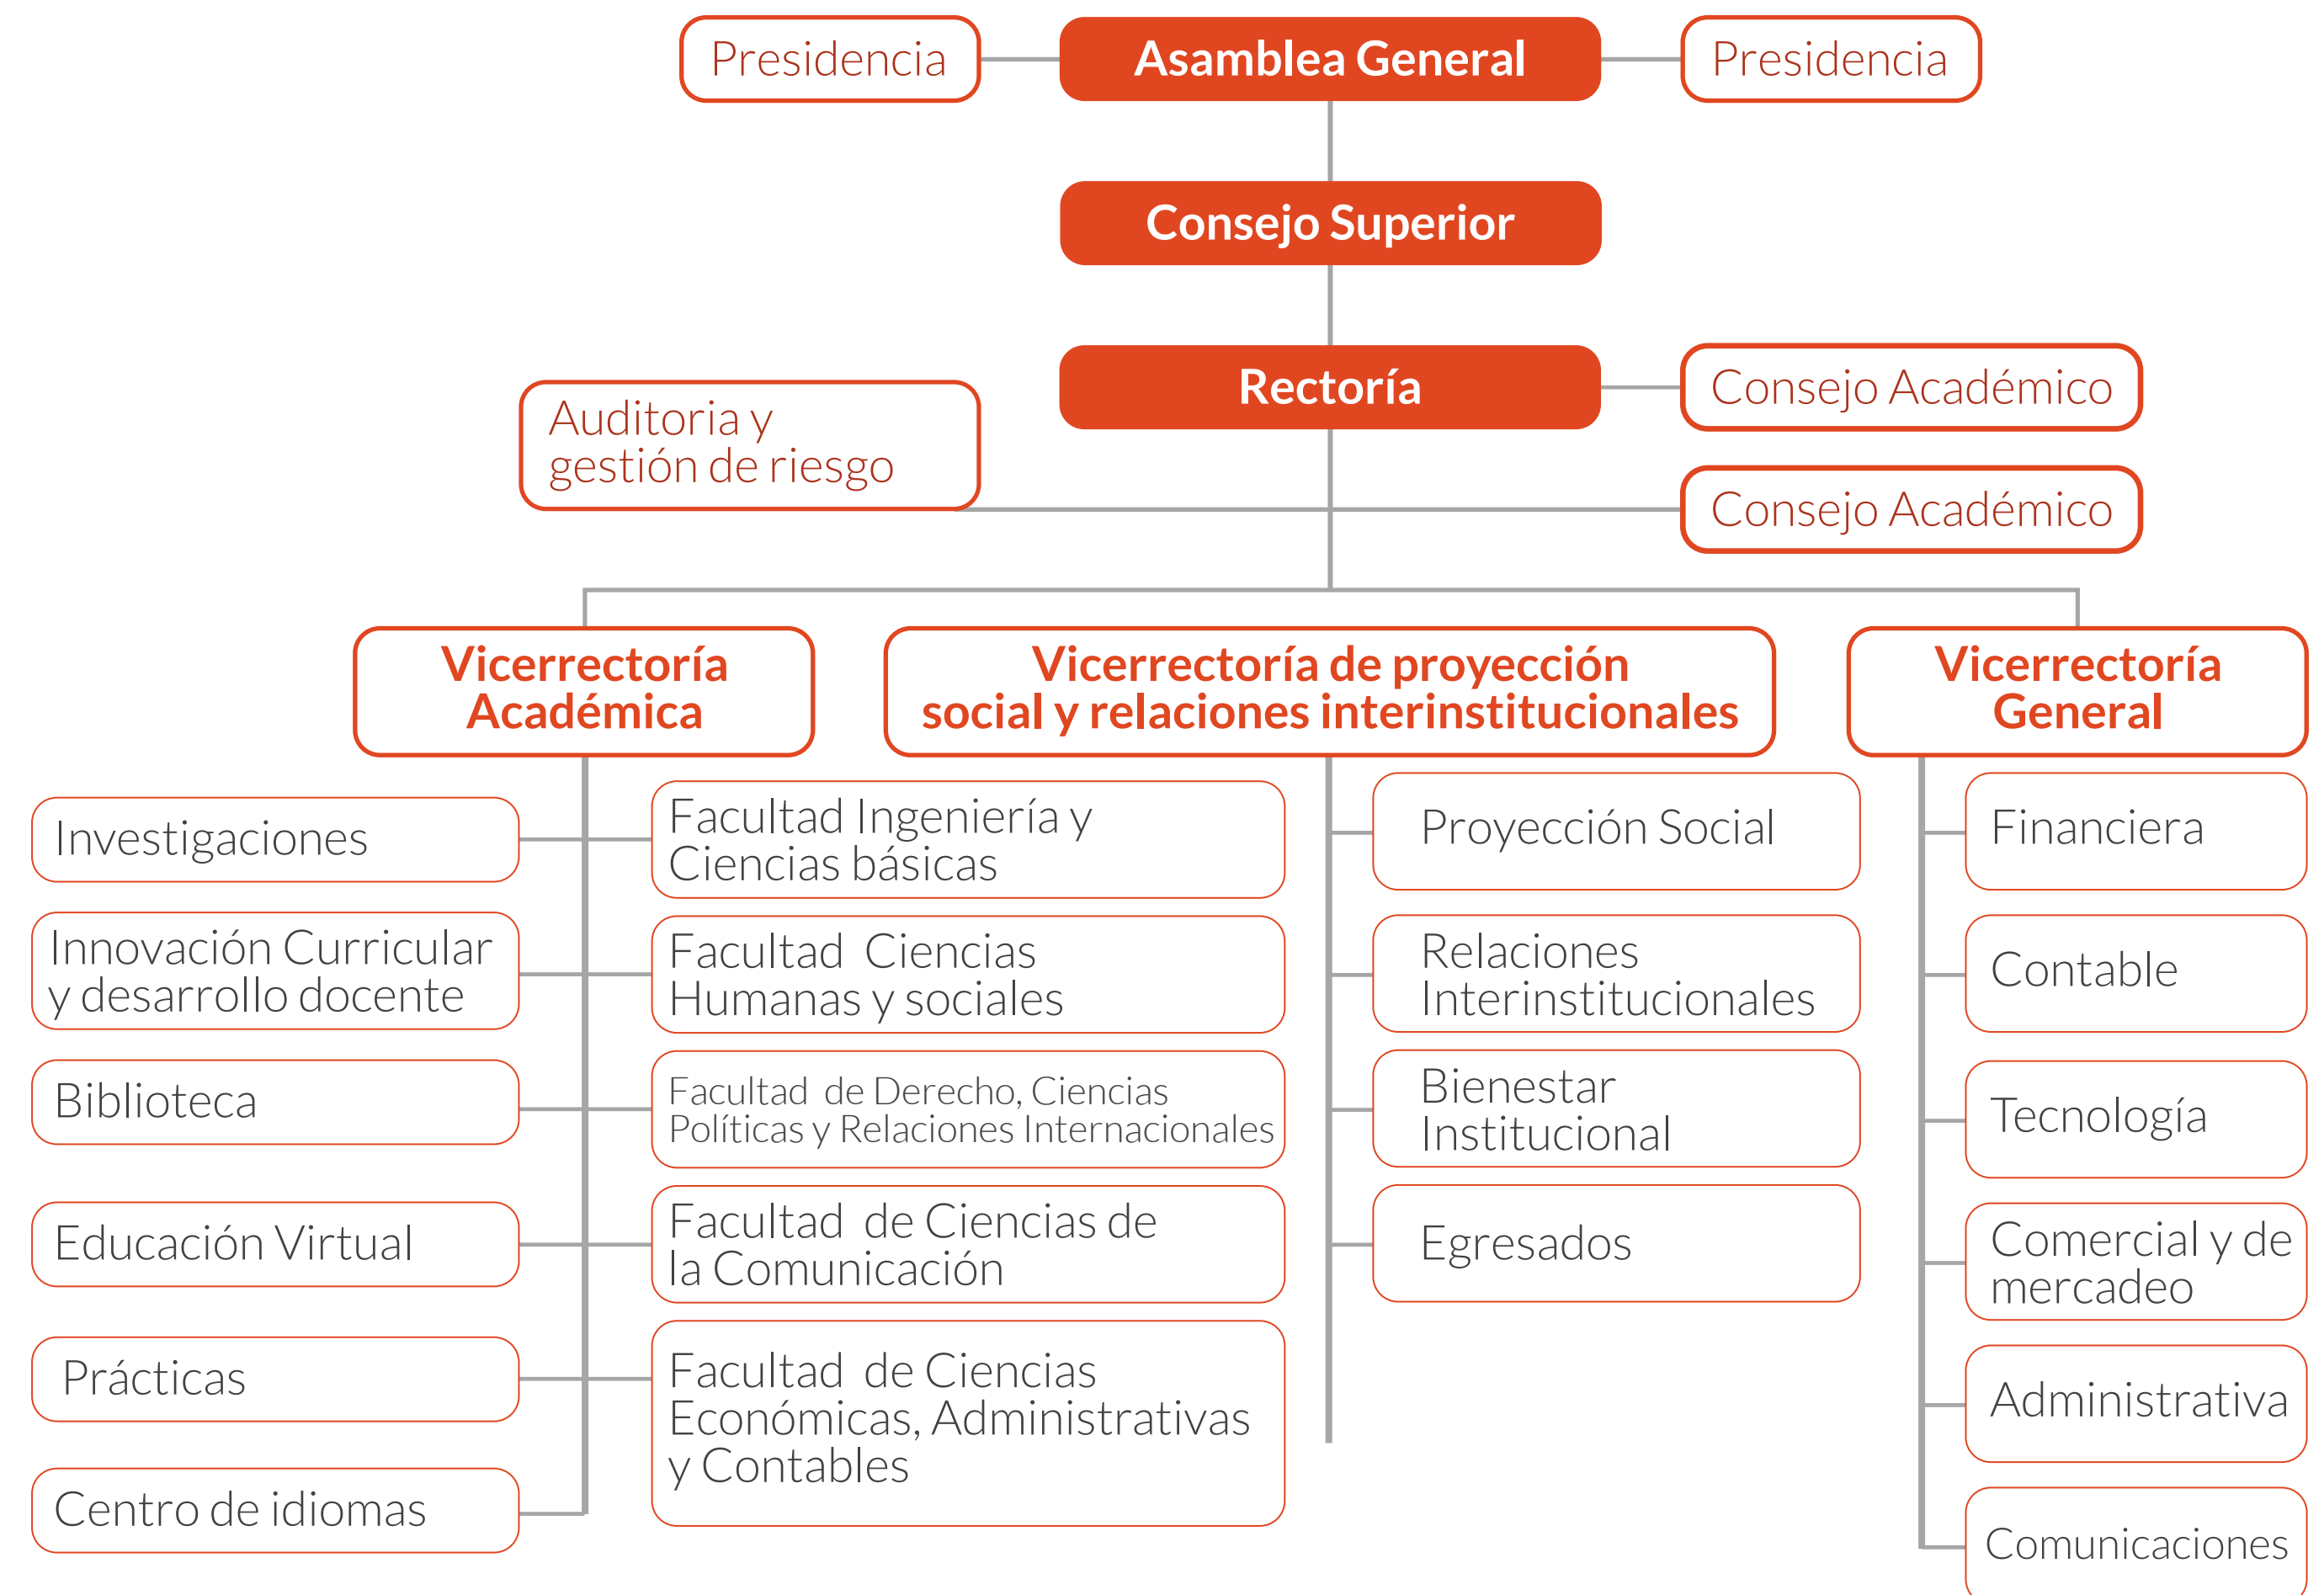 Presidencia
Asamblea General
Presidencia
Consejo Superior
Rectoría
Consejo Académico
Auditoria y
gestión de riesgo
Consejo Académico
Vicerrectoría
Académica
Vicerrectoría de proyección
social y relaciones interinstitucionales
Vicerrectoría
General
Investigaciones
Innovación Curricular
y desarrollo docente
Biblioteca
Educación Virtual
Prácticas
Centro de idiomas
Facultad Ingeniería y
Ciencias básicas
Facultad Ciencias
Humanas y sociales
Facultad de Derecho, Ciencias
Políticas y Relaciones Internacionales
Facultad de Ciencias de
la Comunicación
Facultad de Ciencias
Económicas, Administrativas
y Contables
Proyección Social
Relaciones
Interinstitucionales
Bienestar
Institucional
Egresados
Financiera
Contable
Tecnología
Comercial y de
mercadeo
Administrativa
Comunicaciones